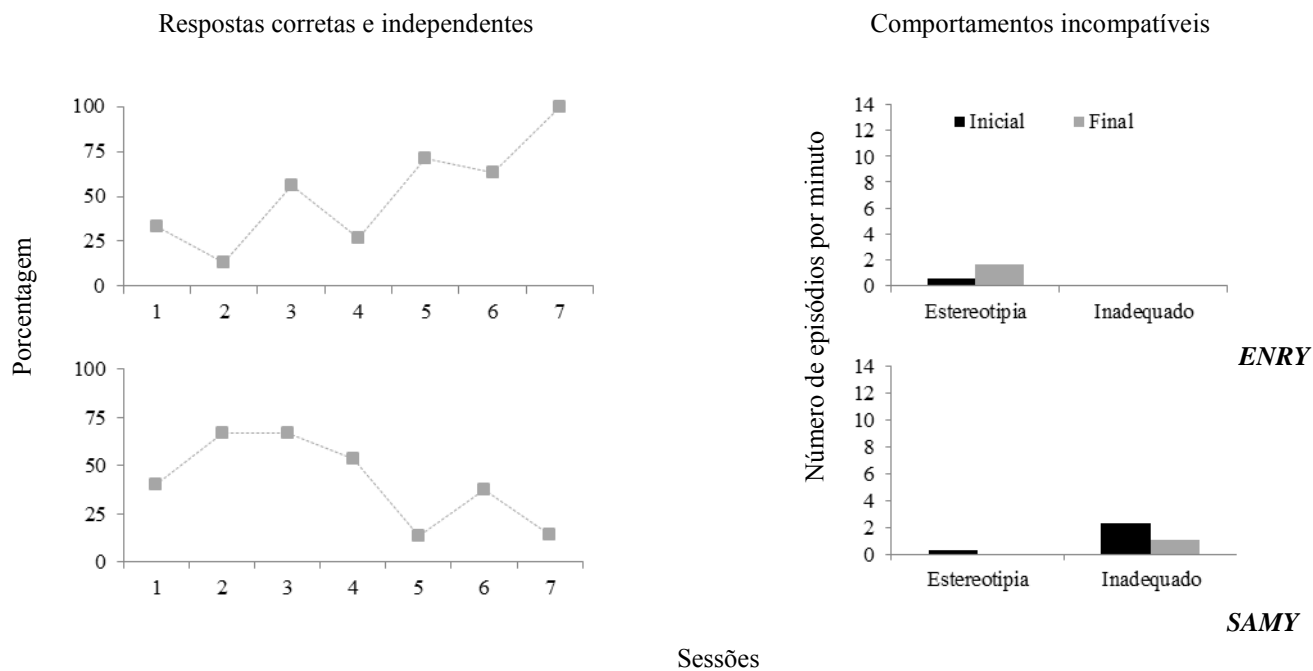 Respostas corretas e independentes
Comportamentos incompatíveis
Porcentagem
100
75
50
25
0
1 2 3 4 5 6 7
100
75
50
25
0
1 2 3 4 5 6 7
Número de episódios por minuto
14
12
10
8
6
4
2
0
Inicial Final
Estereotipia Inadequado
ENRY
14
12
10
8
6
4
2
0
Estereotipia Inadequado
SAMY
Sessões